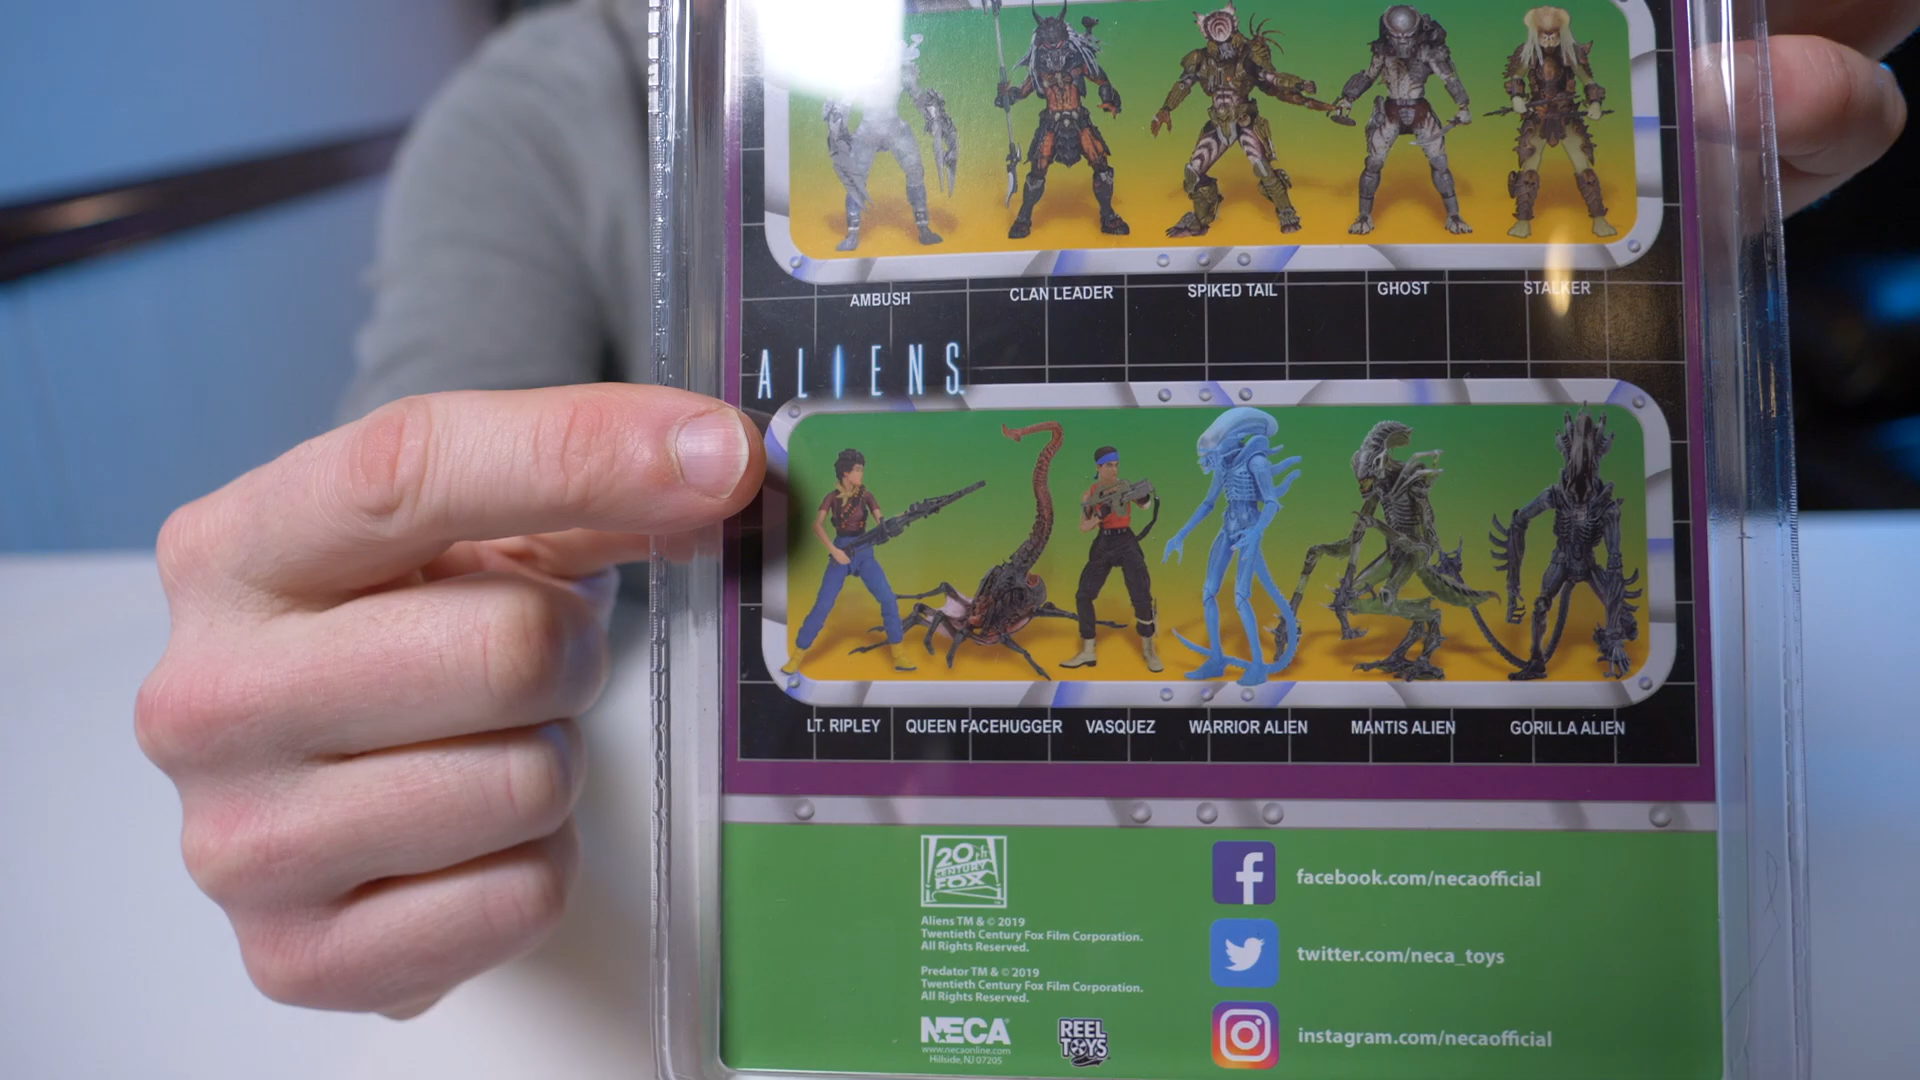 AMBUSH CLAN LEADER SPIKED TAIL GHOST STALKER
ALIENS
LT. RIPLEY QUEEN FACEHUGGER VASQUEZ WARRIOR ALIEN MANTIS ALIEN GORILLA ALIEN
20th
CENTURY
FOX
Aliens TM & © 2019
Twentieth Century Fox Film Corporation.
All Rights Reserved.
Predator TM & © 2019
Twentieth Century Fox Film Corporation.
All Rights Reserved.
NECA®
www.necaonline.com
Hillside, NJ 07205
REEL
TOYS
f facebook.com/necaofficial
twitter.com/neca_toys
instagram.com/necaofficial